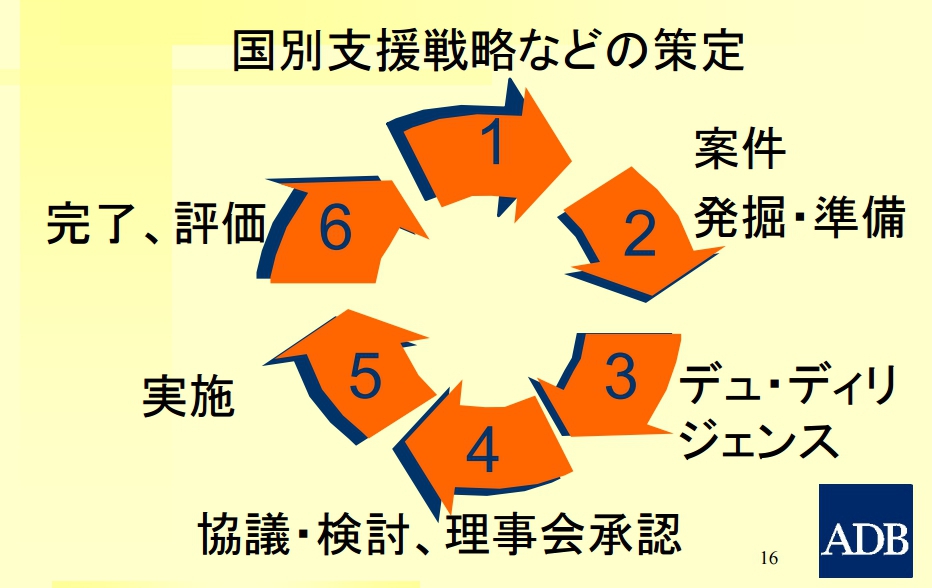 国別支援戦略などの策定
1
案件
発掘・準備
2
3
デュ・ディリ
ジェンス
4
協議・検討、理事会承認
5
実施
6
完了、評価
16
ADB